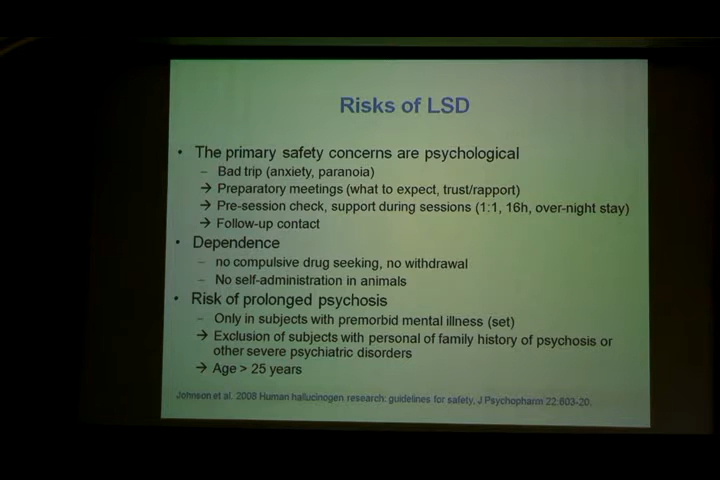 Risks of LSD
• The primary safety concerns are psychological
– Bad trip (anxiety, paranoia)
→ Preparatory meetings (what to expect, trust/rapport)
→ Pre-session check, support during sessions (1:1, 16h, over-night stay)
→ Follow-up contact
• Dependence
– no compulsive drug seeking, no withdrawal
– No self-administration in animals
• Risk of prolonged psychosis
– Only in subjects with premorbid mental illness (set)
→ Exclusion of subjects with personal of family history of psychosis or
other severe psychiatric disorders
→ Age > 25 years
Johnson et al. 2008 Human hallucinogen research: guidelines for safety, J Psychopharm 22:603-20.